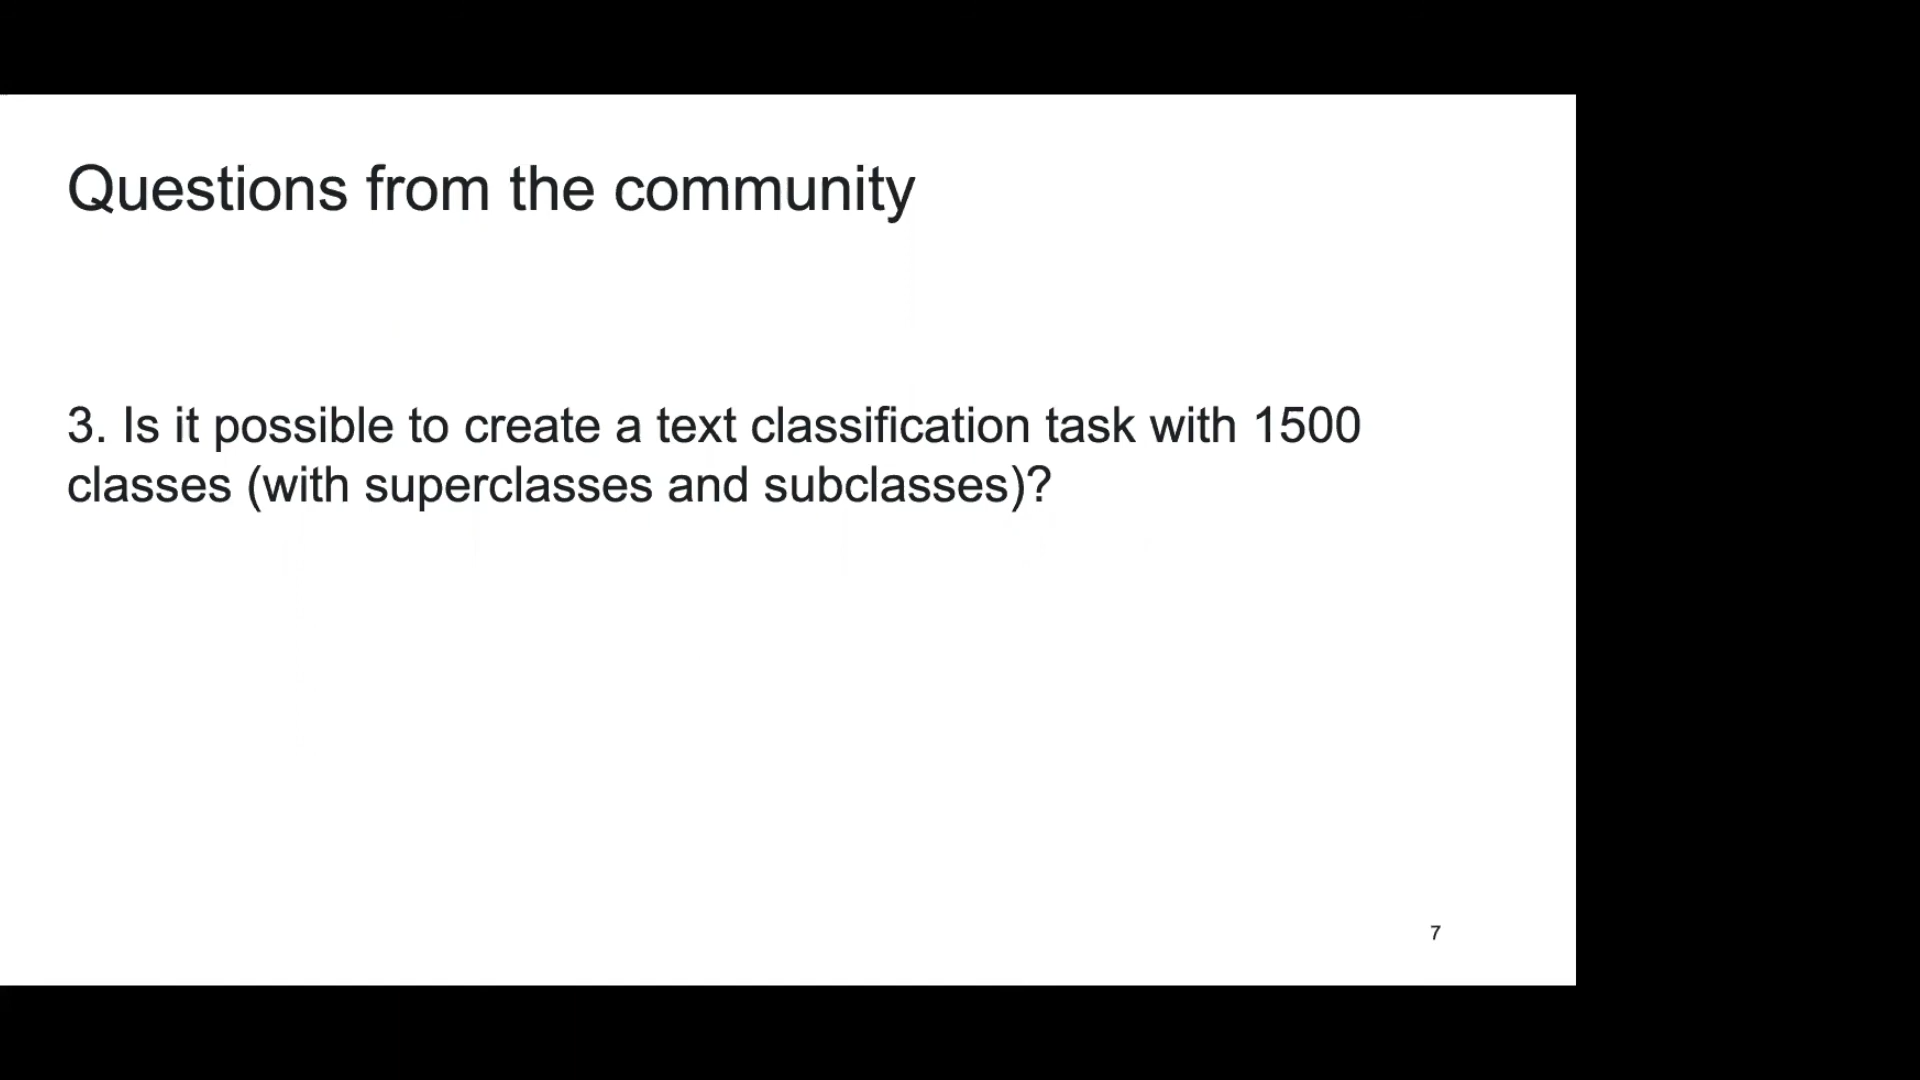 Questions from the community
3. Is it possible to create a text classification task with 1500
classes (with superclasses and subclasses)?
7